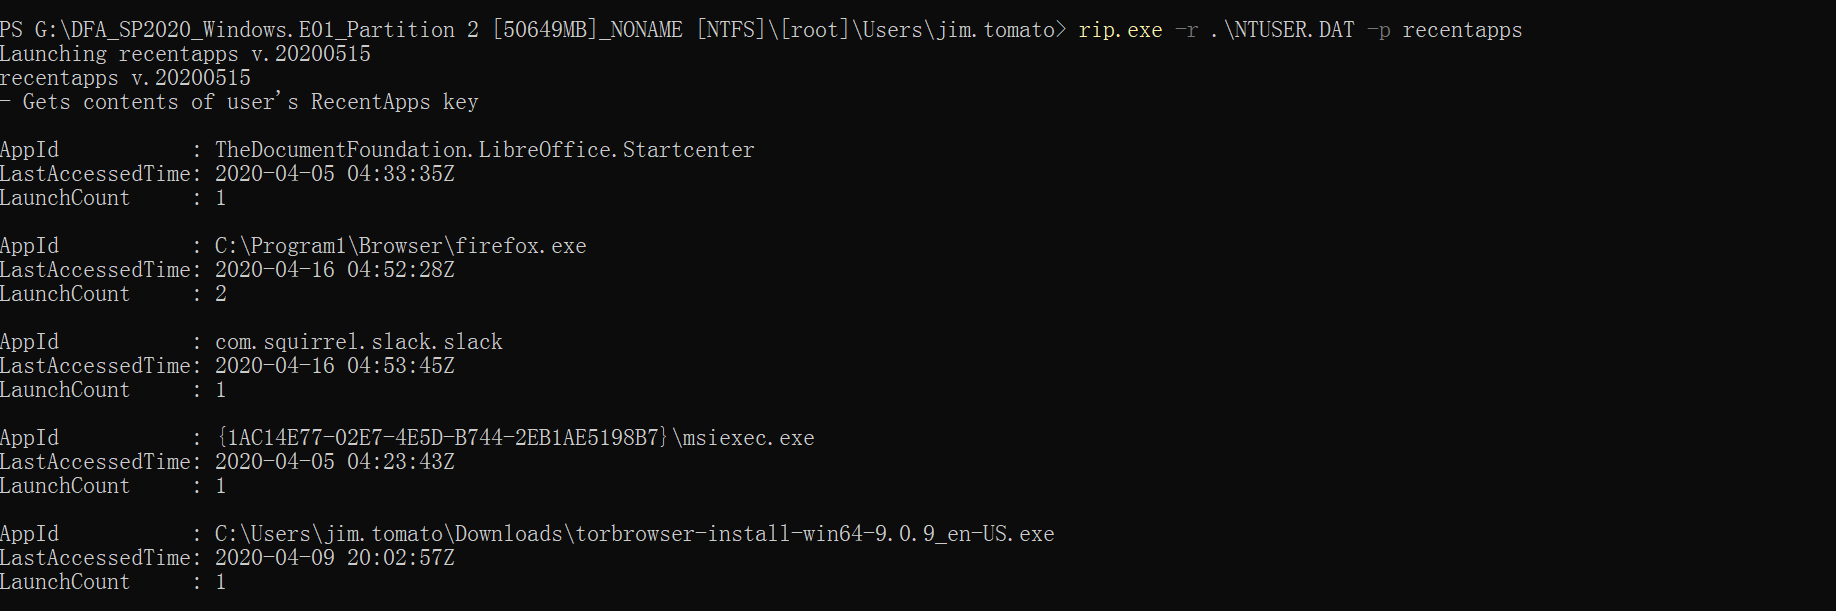 PS G:\DFA_SP2020_Windows.E01_Partition 2 [50649MB]_NONAME [NTFS]\[root]\Users\jim.tomato> rip.exe -r .\NTUSER.DAT -p recentapps
Launching recentapps v.20200515
recentapps v.20200515
- Gets contents of user's RecentApps key
AppId           : TheDocumentFoundation.LibreOffice.Startcenter
LastAccessedTime: 2020-04-05 04:33:35Z
LaunchCount     : 1
AppId           : C:\Program1\Browser\firefox.exe
LastAccessedTime: 2020-04-16 04:52:28Z
LaunchCount     : 2
AppId           : com.squirrel.slack.slack
LastAccessedTime: 2020-04-16 04:53:45Z
LaunchCount     : 1
AppId           : {1AC14E77-02E7-4E5D-B744-2EB1AE5198B7}\msiexec.exe
LastAccessedTime: 2020-04-05 04:23:43Z
LaunchCount     : 1
AppId           : C:\Users\jim.tomato\Downloads\torbrowser-install-win64-9.0.9_en-US.exe
LastAccessedTime: 2020-04-09 20:02:57Z
LaunchCount     : 1